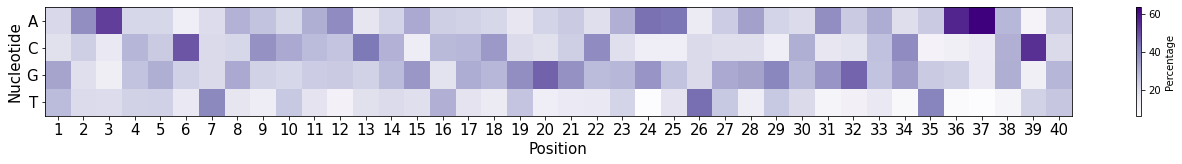 Nucleotide
A
C
G
T
1 2 3 4 5 6 7 8 9 10 11 12 13 14 15 16 17 18 19 20 21 22 23 24 25 26 27 28 29 30 31 32 33 34 35 36 37 38 39 40
Position
60
40
20
Percentage